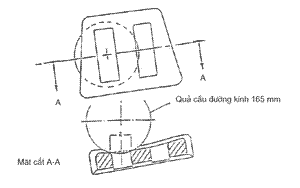 A
A
Quả cầu đường kính 165 mm
Mặt cắt A-A